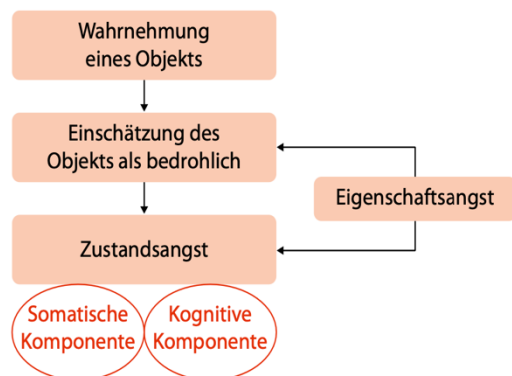 Wahrnehmung
eines Objekts
Einschätzung des
Objekts als bedrohlich
Eigenschaftsangst
Zustandsangst
Somatische
Komponente
Kognitive
Komponente